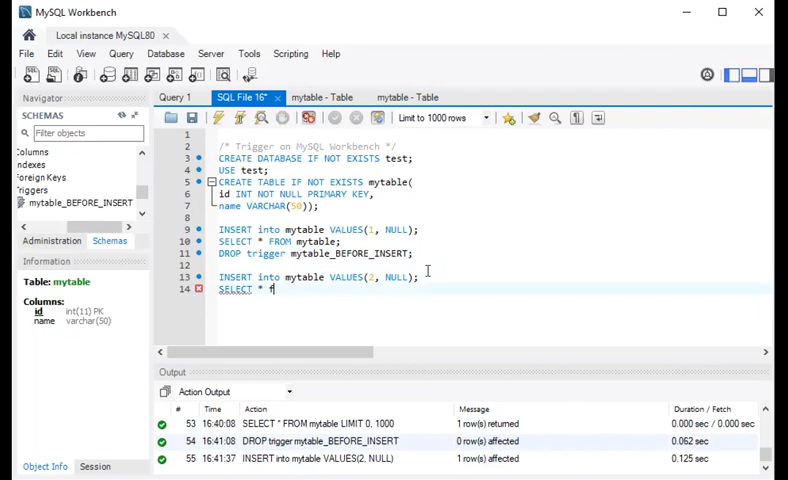 MySQL Workbench
Local instance MySQL80
File Edit View Query Database Server Tools Scripting Help
Navigator
Query 1 SQL File 16* mytable - Table mytable - Table
SCHEMAS
Limit to 1000 rows
Filter objects
Columns
Indexes
Foreign Keys
Triggers
mytable_BEFORE_INSERT
Administration Schemas
Table: mytable
Columns:
id int(11) PK
name varchar(50)
Object Info Session
1
2 /* Trigger on MySQL Workbench */
3 CREATE DATABASE IF NOT EXISTS test;
4 USE test;
5 CREATE TABLE IF NOT EXISTS mytable(
6 id INT NOT NULL PRIMARY KEY,
7 name VARCHAR(50));
8
9 INSERT into mytable VALUES(1, NULL);
10 SELECT * FROM mytable;
11 DROP trigger mytable_BEFORE_INSERT;
12
13 INSERT into mytable VALUES(2, NULL);
14 SELECT * f
Output
Action Output
# Time Action Message Duration / Fetch
53 16:40:08 SELECT * FROM mytable LIMIT 0, 1000 1 row(s) returned 0.000 sec / 0.000 sec
54 16:41:08 DROP trigger mytable_BEFORE_INSERT 0 row(s) affected 0.062 sec
55 16:41:37 INSERT into mytable VALUES(2, NULL) 1 row(s) affected 0.125 sec